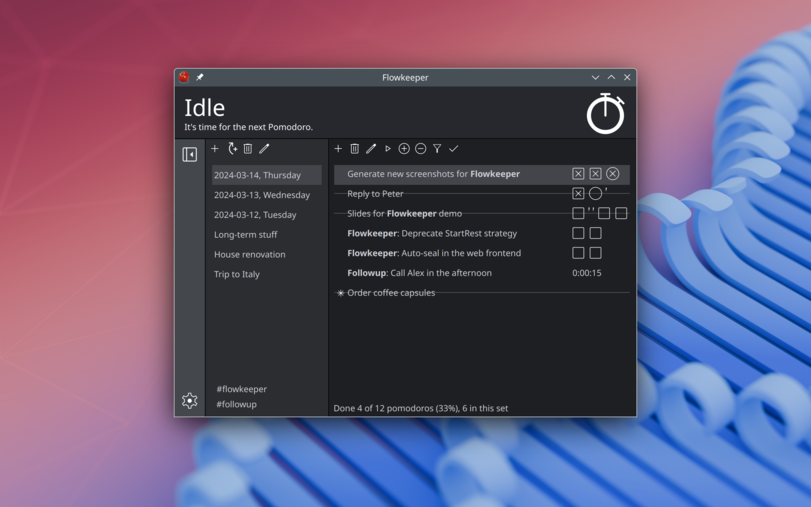 Flowkeeper
Idle
It's time for the next Pomodoro.
2024-03-14, Thursday
2024-03-13, Wednesday
2024-03-12, Tuesday
Long-term stuff
House renovation
Trip to Italy
#flowkeeper
#followup
Generate new screenshots for Flowkeeper
Reply to Peter '
Slides for Flowkeeper demo ''
Flowkeeper: Deprecate StartRest strategy
Flowkeeper: Auto-seal in the web frontend
Followup: Call Alex in the afternoon 0:00:15
Order coffee capsules
Done 4 of 12 pomodoros (33%), 6 in this set